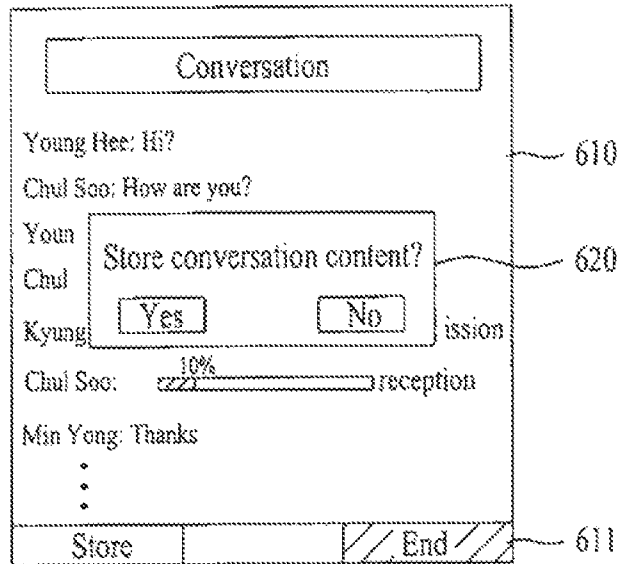 Conversation
Young Hee: Hi?
610
Chul Soo: How are you?
Youn
Store conversation content?
620
Chul
Yes
No
Kyung
ission
10%
Chul Soo:
reception
Min Yong: Thanks
Store
End
611